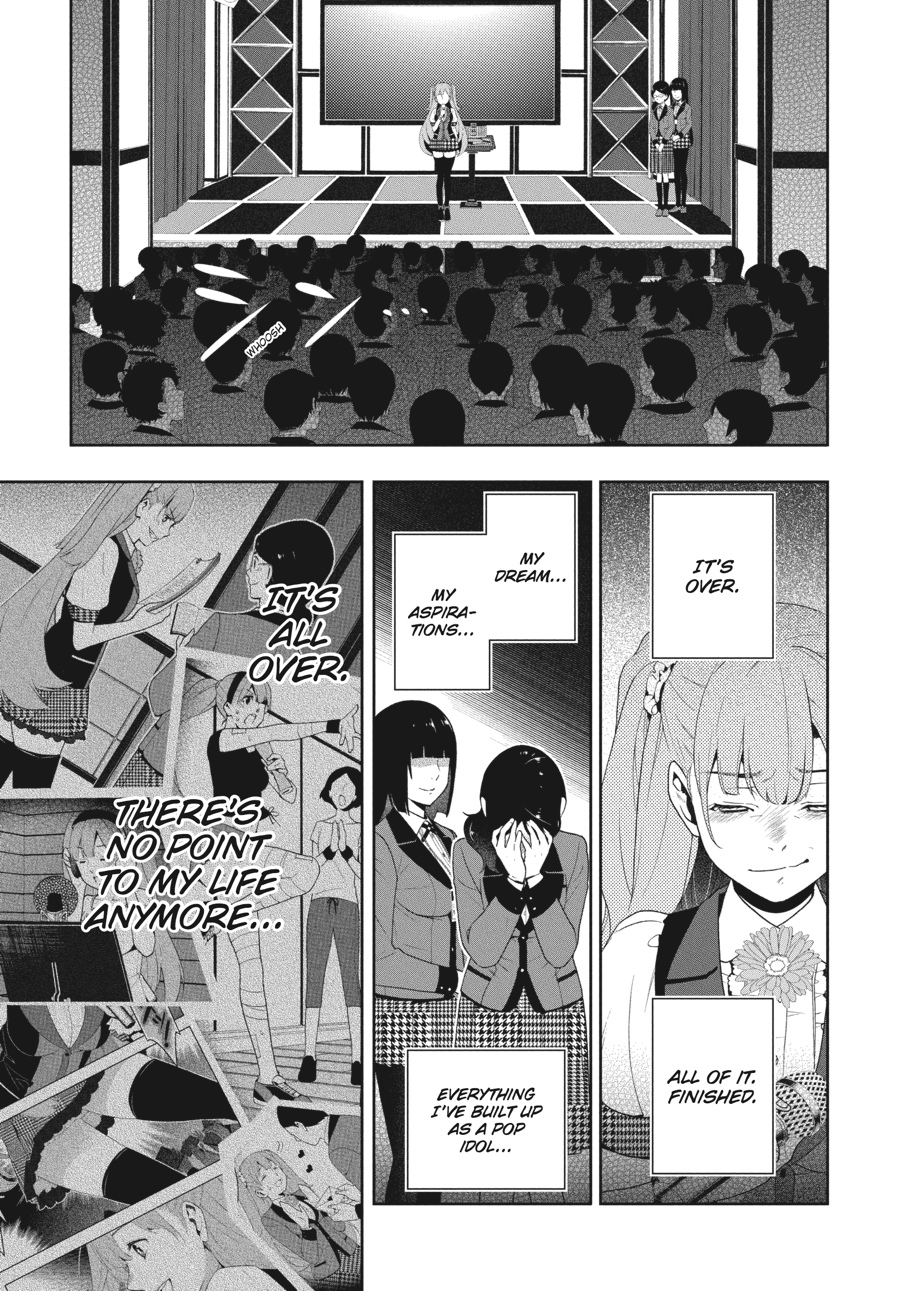 WHOOSH
IT'S
OVER.
ALL OF IT.
FINISHED.
MY
DREAM...
MY
ASPIRA-
TIONS...
EVERYTHING
I'VE BUILT UP
AS A POP
IDOL...
IT'S
ALL
OVER.
THERE'S
NO POINT
TO MY LIFE
ANYMORE...